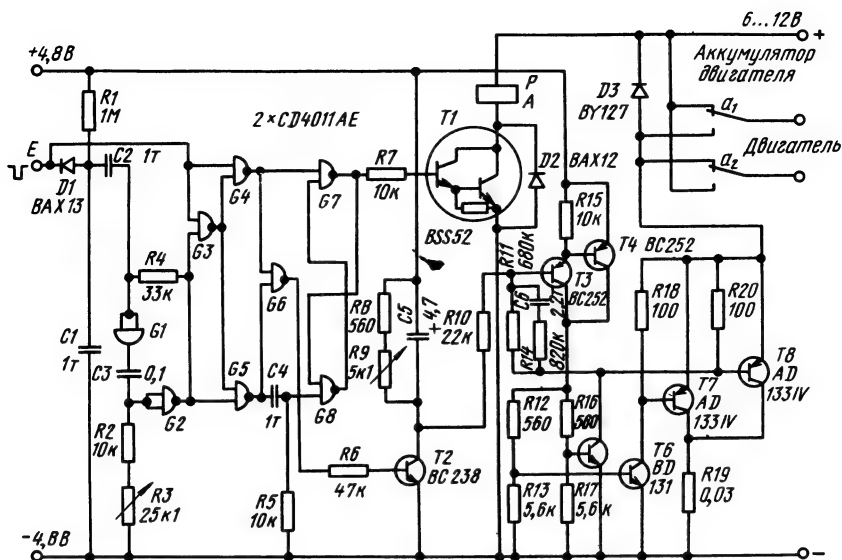 6...12В
+
+4,8В
Аккумулятор
двигателя
R1
1М
2×CD4011AE
P
A
D3
BY127
a1
E
C2
1т
T1
D2
BAX12
Двигатель
a2
D1
BAX13
G4
G7
R7
10к
R15
10к
G3
BSS52
R11
680к
T4
BC252
R4
33к
G6
T3
BC252
G1
R8
560
C5
+
4,7
R10
22к
C6
2,2т
R18
100
R20
100
C1
1т
C3
0,1
G5
C4
1т
R9
5к1
R14
820к
T7
AD
133IV
T8
AD
133IV
G2
G8
R12
560
R16
560
R2
10к
T2
BC238
R6
47к
T6
BD
131
R19
0,03
R3
25к1
R5
10к
R13
5,6к
R17
5,6к
-4,8В
-